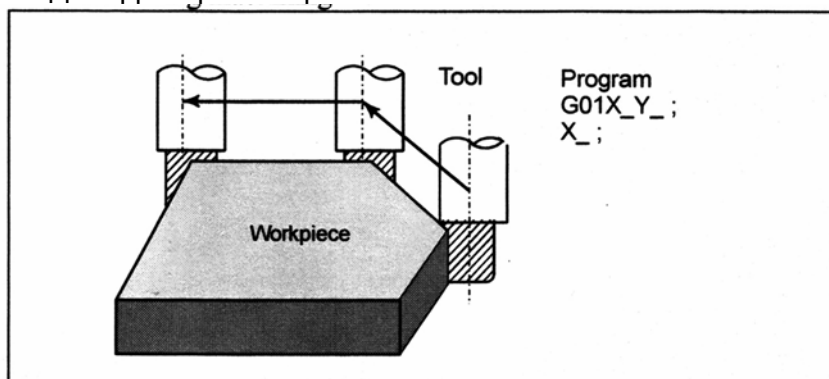 Tool
Program
G01X_Y_ ;
X_ ;
Workpiece